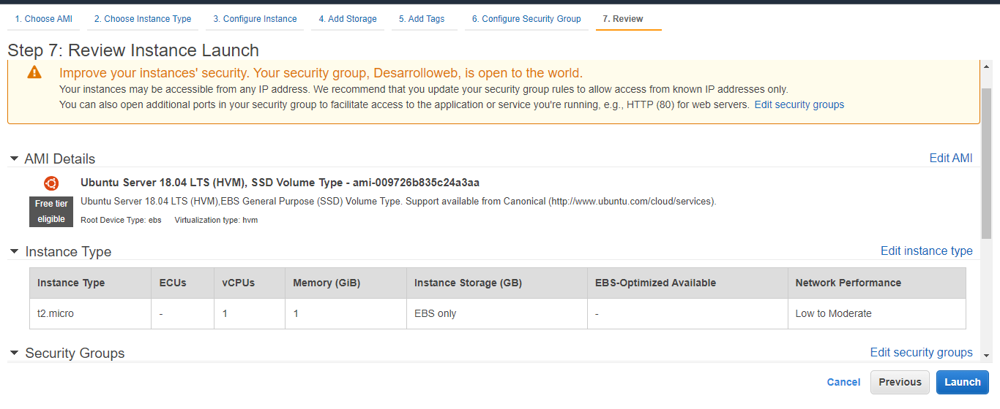 1. Choose AMI 2. Choose Instance Type 3. Configure Instance 4. Add Storage 5. Add Tags 6. Configure Security Group 7. Review
Step 7: Review Instance Launch
Improve your instances' security. Your security group, Desarrolloweb, is open to the world.
Your instances may be accessible from any IP address. We recommend that you update your security group rules to allow access from known IP addresses only.
You can also open additional ports in your security group to facilitate access to the application or service you're running, e.g., HTTP (80) for web servers. Edit security groups
AMI Details Edit AMI
Ubuntu Server 18.04 LTS (HVM), SSD Volume Type - ami-009726b835c24a3aa
Free tier eligible
Ubuntu Server 18.04 LTS (HVM),EBS General Purpose (SSD) Volume Type. Support available from Canonical (http://www.ubuntu.com/cloud/services).
Root Device Type: ebs Virtualization type: hvm
Instance Type Edit instance type
Instance Type ECUs vCPUs Memory (GiB) Instance Storage (GB) EBS-Optimized Available Network Performance
t2.micro - 1 1 EBS only - Low to Moderate
Security Groups Edit security groups
Cancel Previous Launch